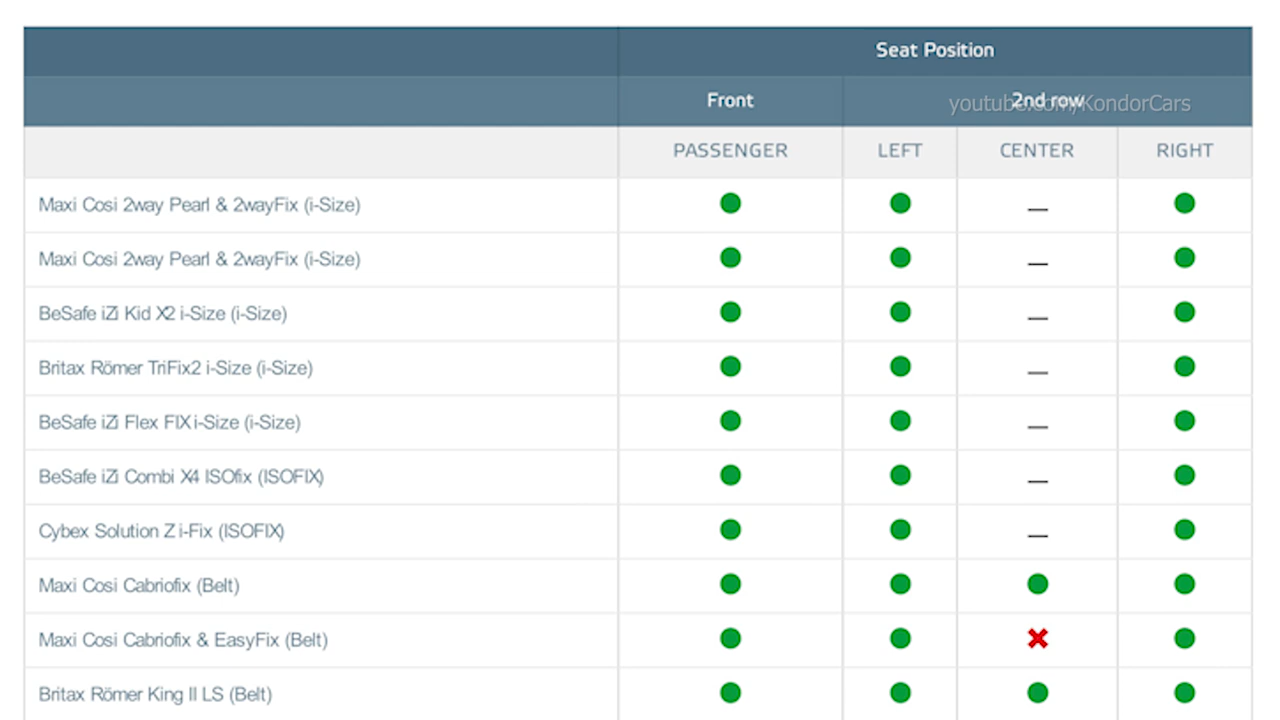 Seat Position
Front 2nd row
youtube.com/KondorCars
PASSENGER LEFT CENTER RIGHT
Maxi Cosi 2way Pearl & 2wayFix (i-Size)
Maxi Cosi 2way Pearl & 2wayFix (i-Size)
BeSafe iZi Kid X2 i-Size (i-Size)
Britax Römer TriFix2 i-Size (i-Size)
BeSafe iZi Flex FIX i-Size (i-Size)
BeSafe iZi Combi X4 ISOfix (ISOFIX)
Cybex Solution Z i-Fix (ISOFIX)
Maxi Cosi Cabriofix (Belt)
Maxi Cosi Cabriofix & EasyFix (Belt)
Britax Römer King II LS (Belt)